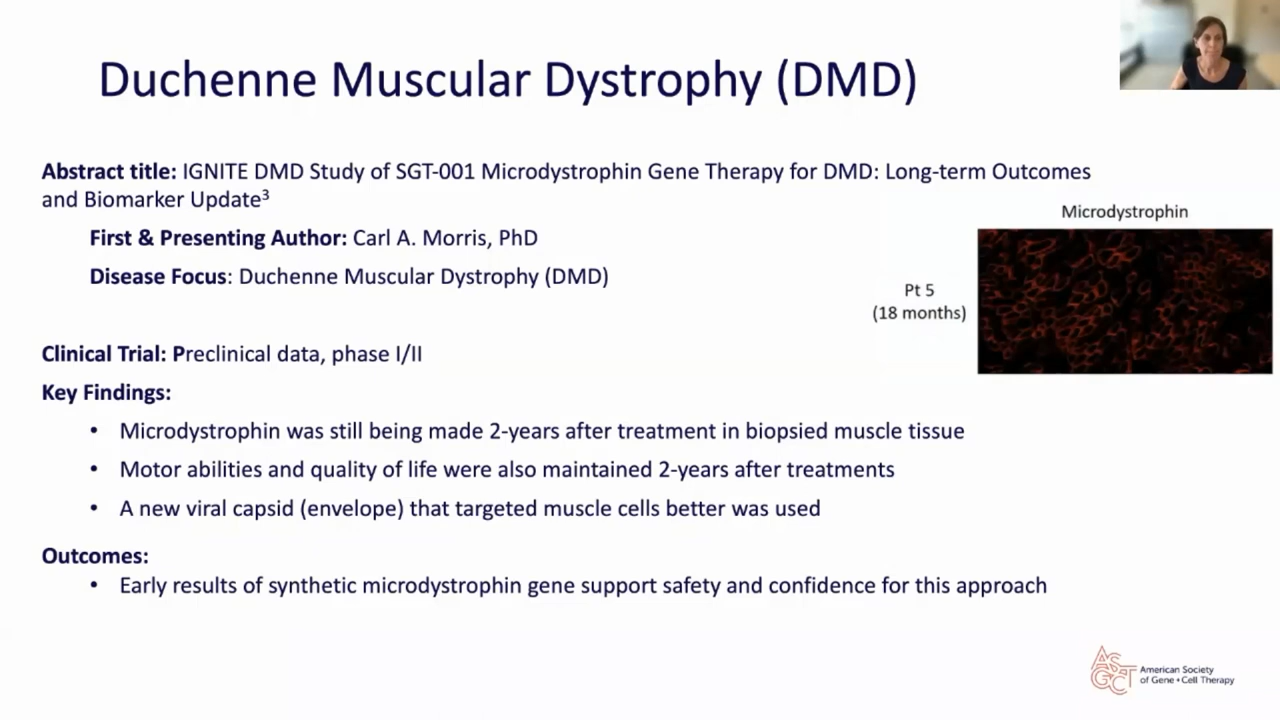 Duchenne Muscular Dystrophy (DMD)
Abstract title: IGNITE DMD Study of SGT-001 Microdystrophin Gene Therapy for DMD: Long-term Outcomes
and Biomarker Update³
First & Presenting Author: Carl A. Morris, PhD
Disease Focus: Duchenne Muscular Dystrophy (DMD)
Microdystrophin
Pt 5
(18 months)
Clinical Trial: Preclinical data, phase I/II
Key Findings:
• Microdystrophin was still being made 2-years after treatment in biopsied muscle tissue
• Motor abilities and quality of life were also maintained 2-years after treatments
• A new viral capsid (envelope) that targeted muscle cells better was used
Outcomes:
• Early results of synthetic microdystrophin gene support safety and confidence for this approach
ASGCT
American Society
of Gene + Cell Therapy